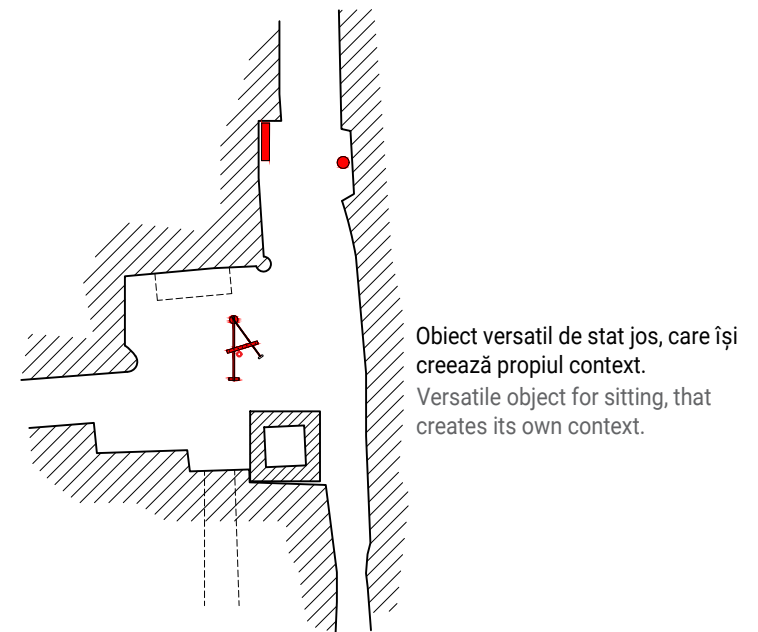 Obiect versatil de stat jos, care își
creează propiul context.
Versatile object for sitting, that
creates its own context.